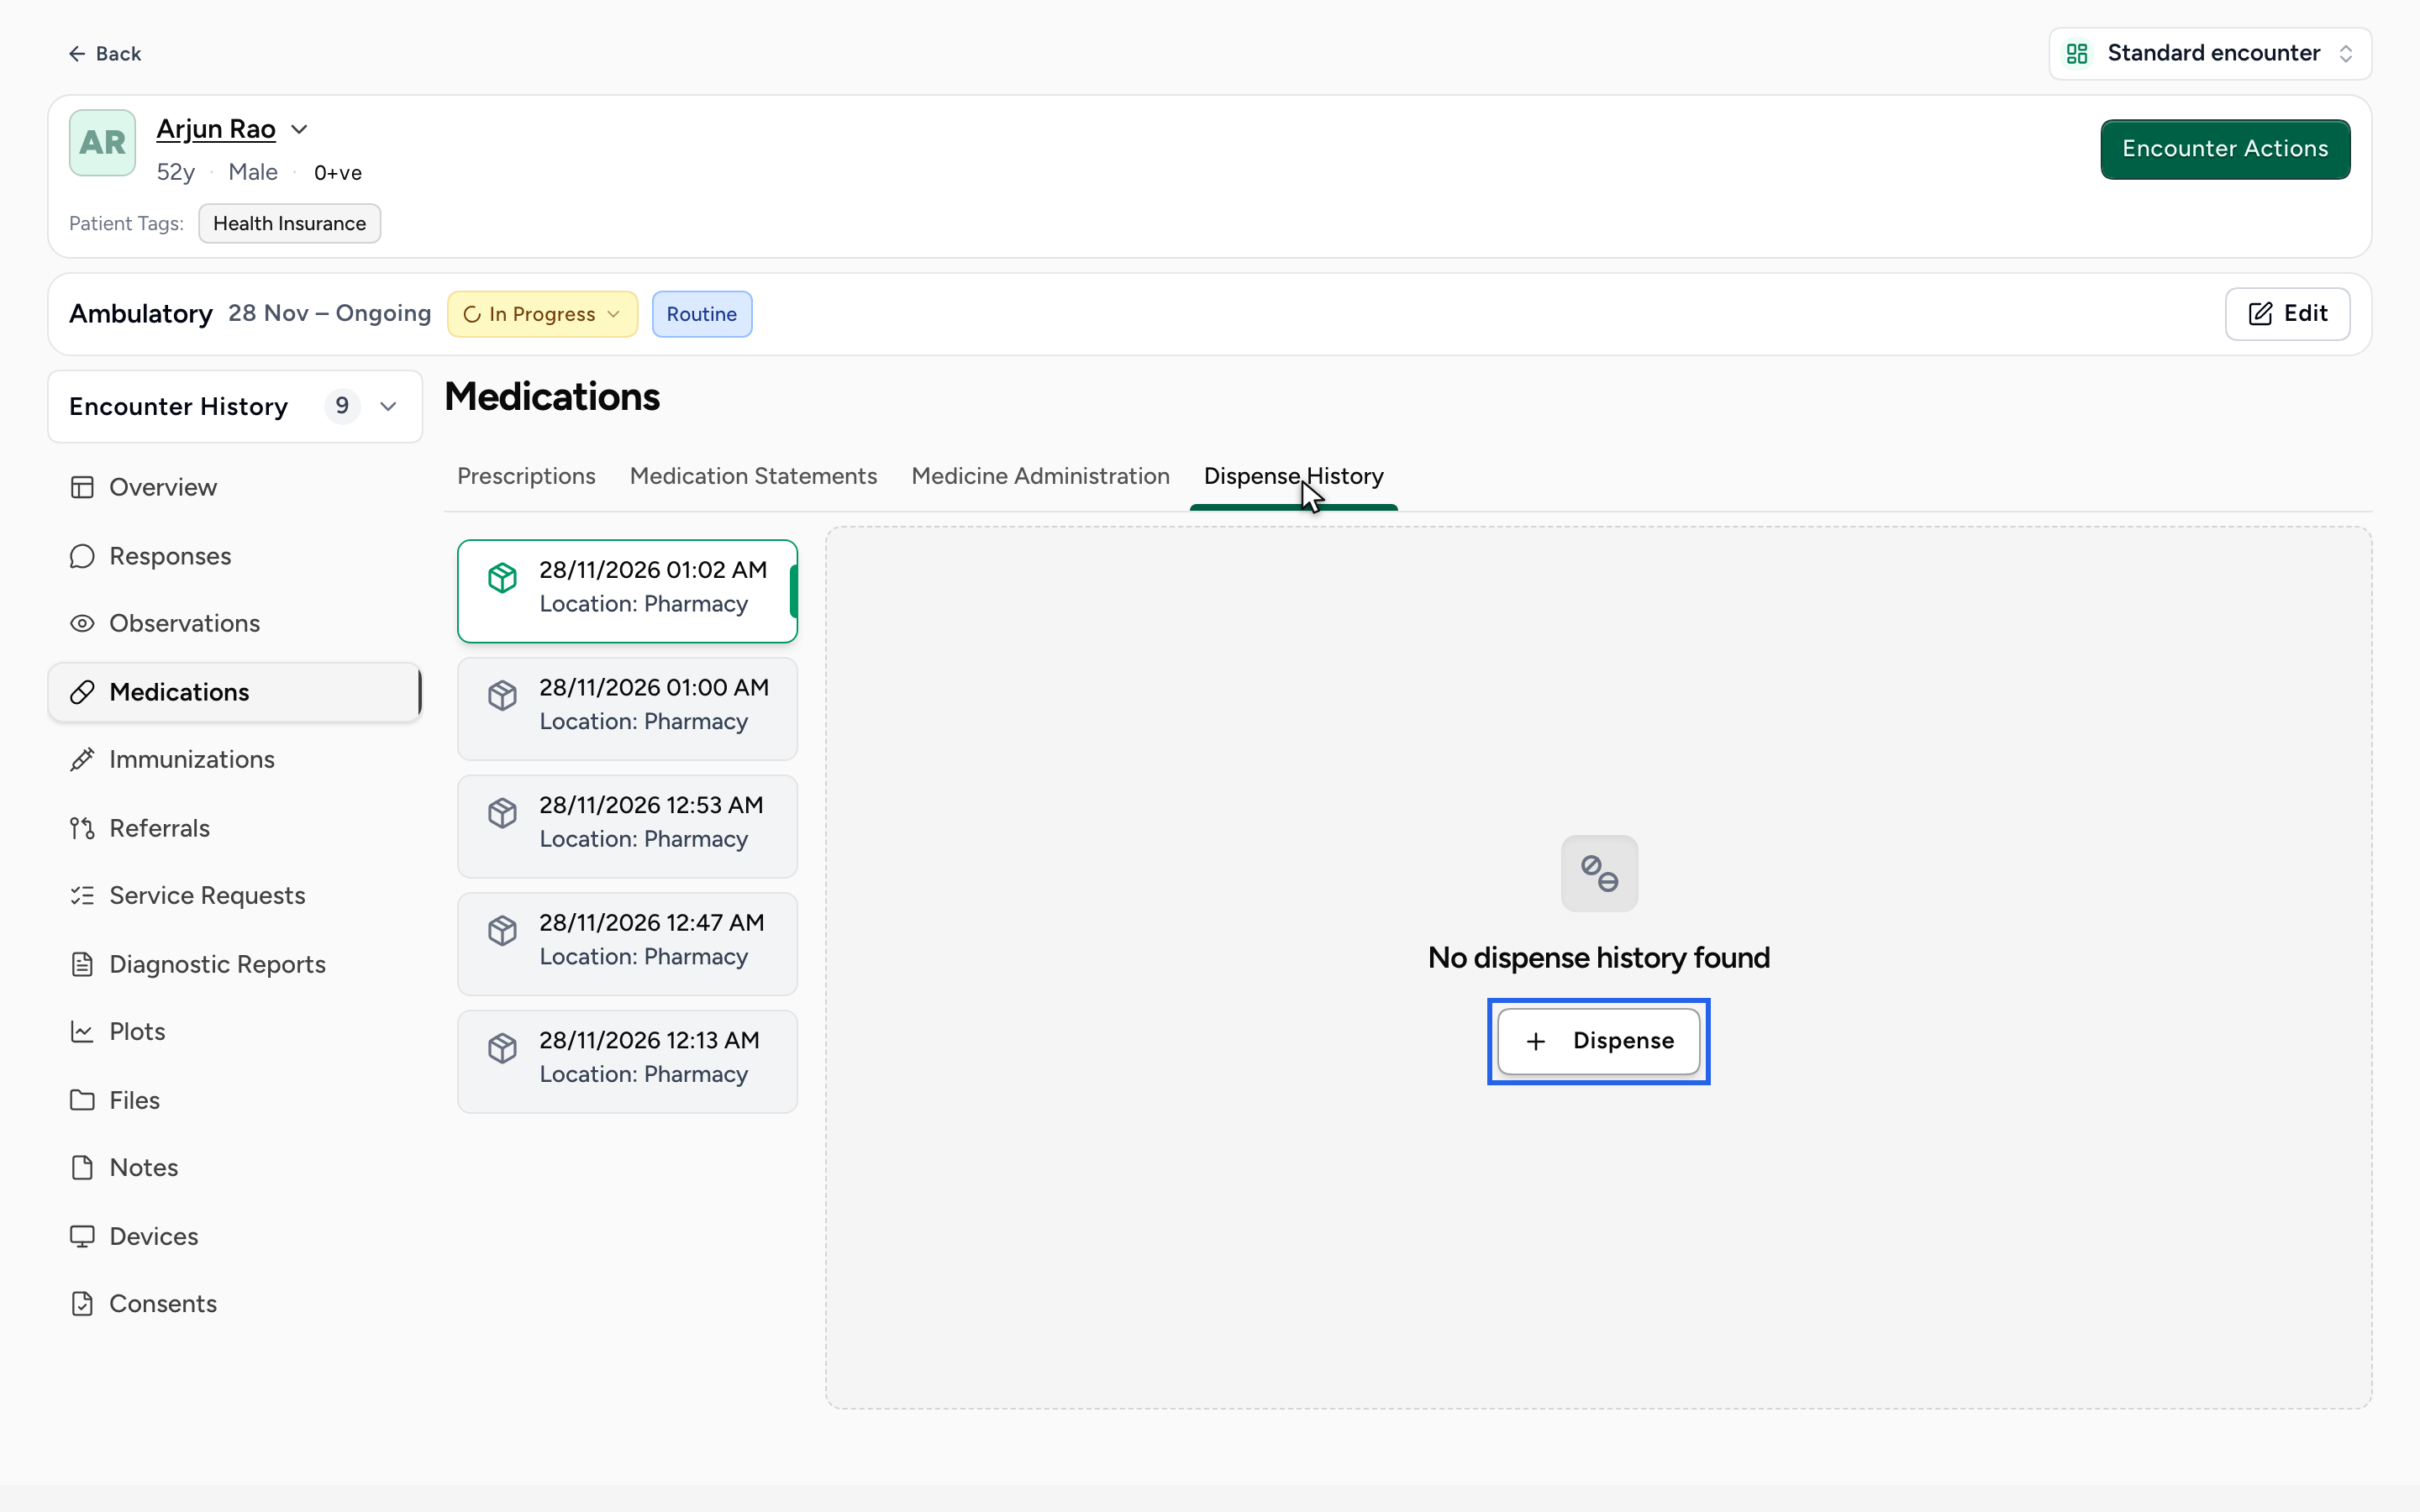 Back
Standard encounter
AR
Arjun Rao
52y · Male · 0+ve
Encounter Actions
Patient Tags: Health Insurance
Ambulatory 28 Nov – Ongoing In Progress Routine
Edit
Encounter History 9
Overview
Responses
Observations
Medications
Immunizations
Referrals
Service Requests
Diagnostic Reports
Plots
Files
Notes
Devices
Consents
Medications
Prescriptions Medication Statements Medicine Administration Dispense History
28/11/2026 01:02 AM
Location: Pharmacy
28/11/2026 01:00 AM
Location: Pharmacy
28/11/2026 12:53 AM
Location: Pharmacy
28/11/2026 12:47 AM
Location: Pharmacy
28/11/2026 12:13 AM
Location: Pharmacy
No dispense history found
+ Dispense